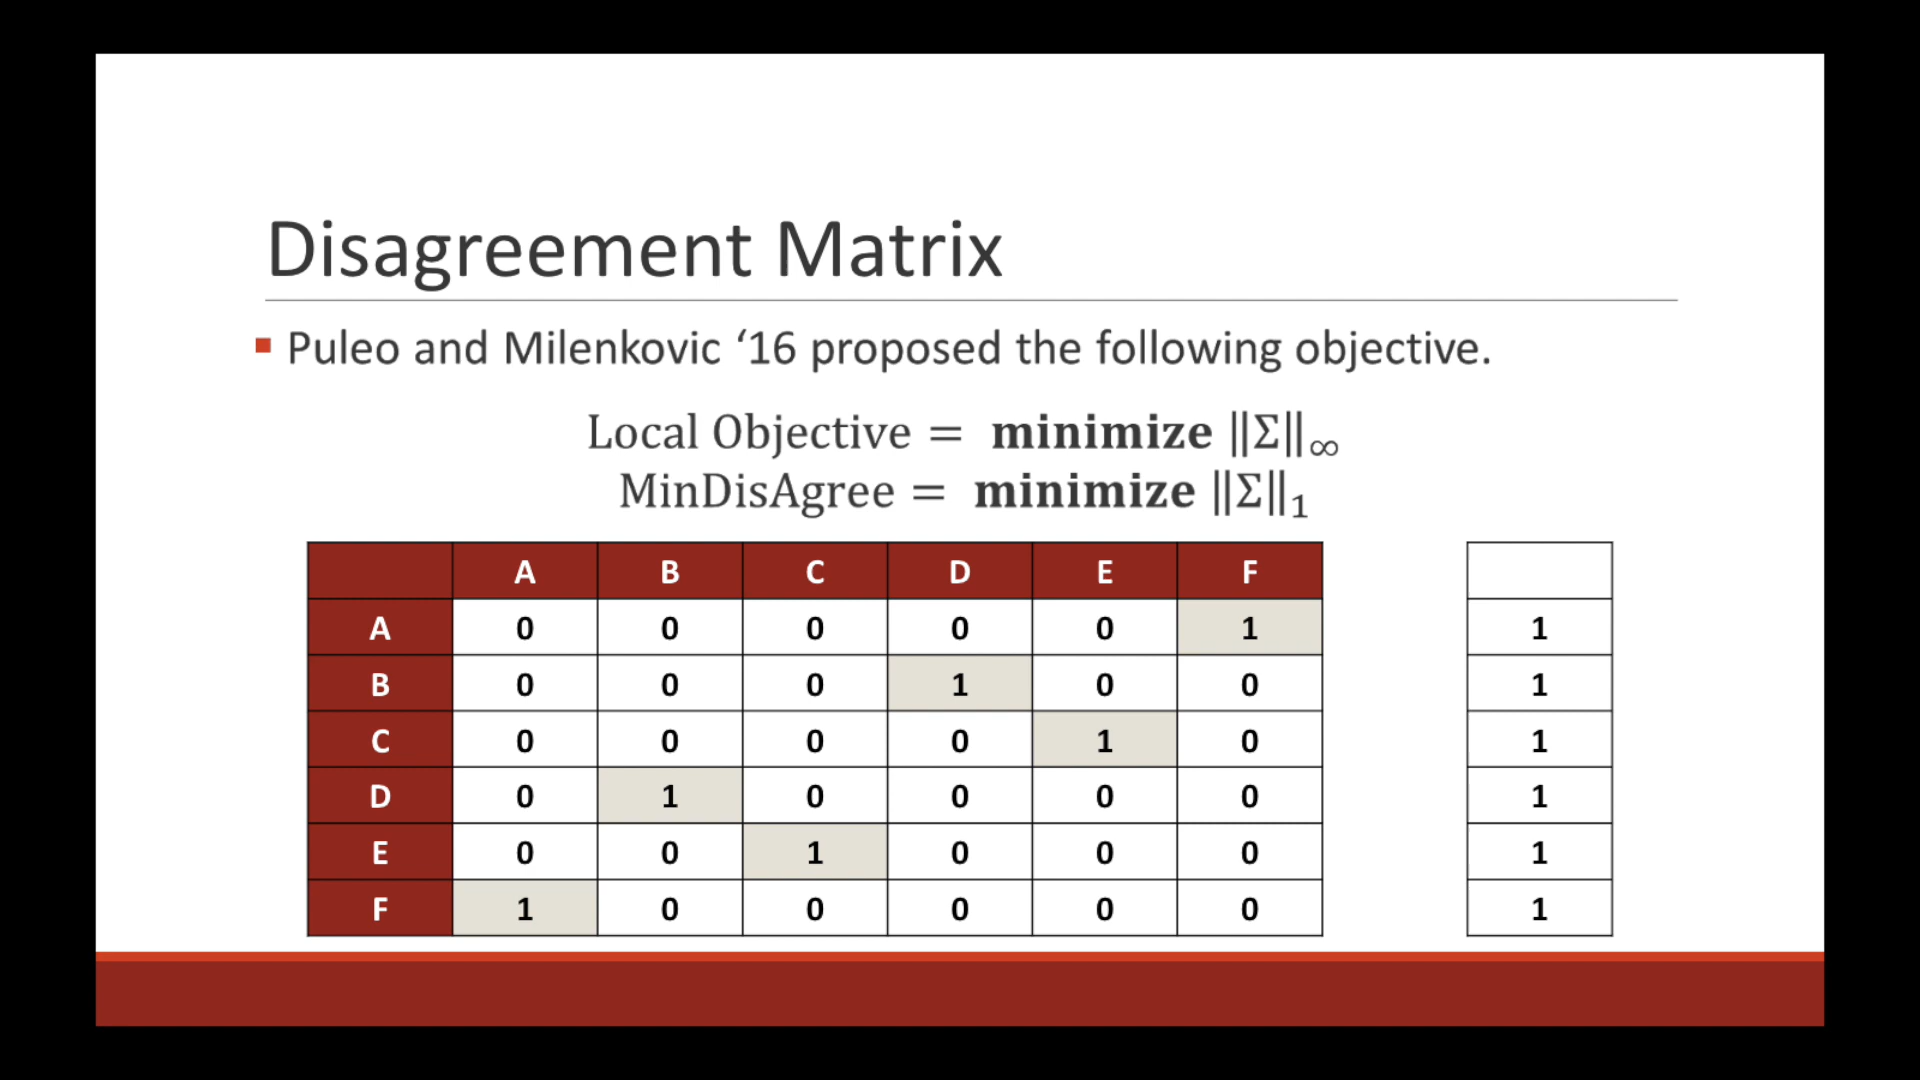 Disagreement Matrix
▪ Puleo and Milenkovic ‘16 proposed the following objective.
Local Objective = minimize ‖Σ‖∞
MinDisAgree = minimize ‖Σ‖₁
A B C D E F
A 0 0 0 0 0 1 1
B 0 0 0 1 0 0 1
C 0 0 0 0 1 0 1
D 0 1 0 0 0 0 1
E 0 0 1 0 0 0 1
F 1 0 0 0 0 0 1